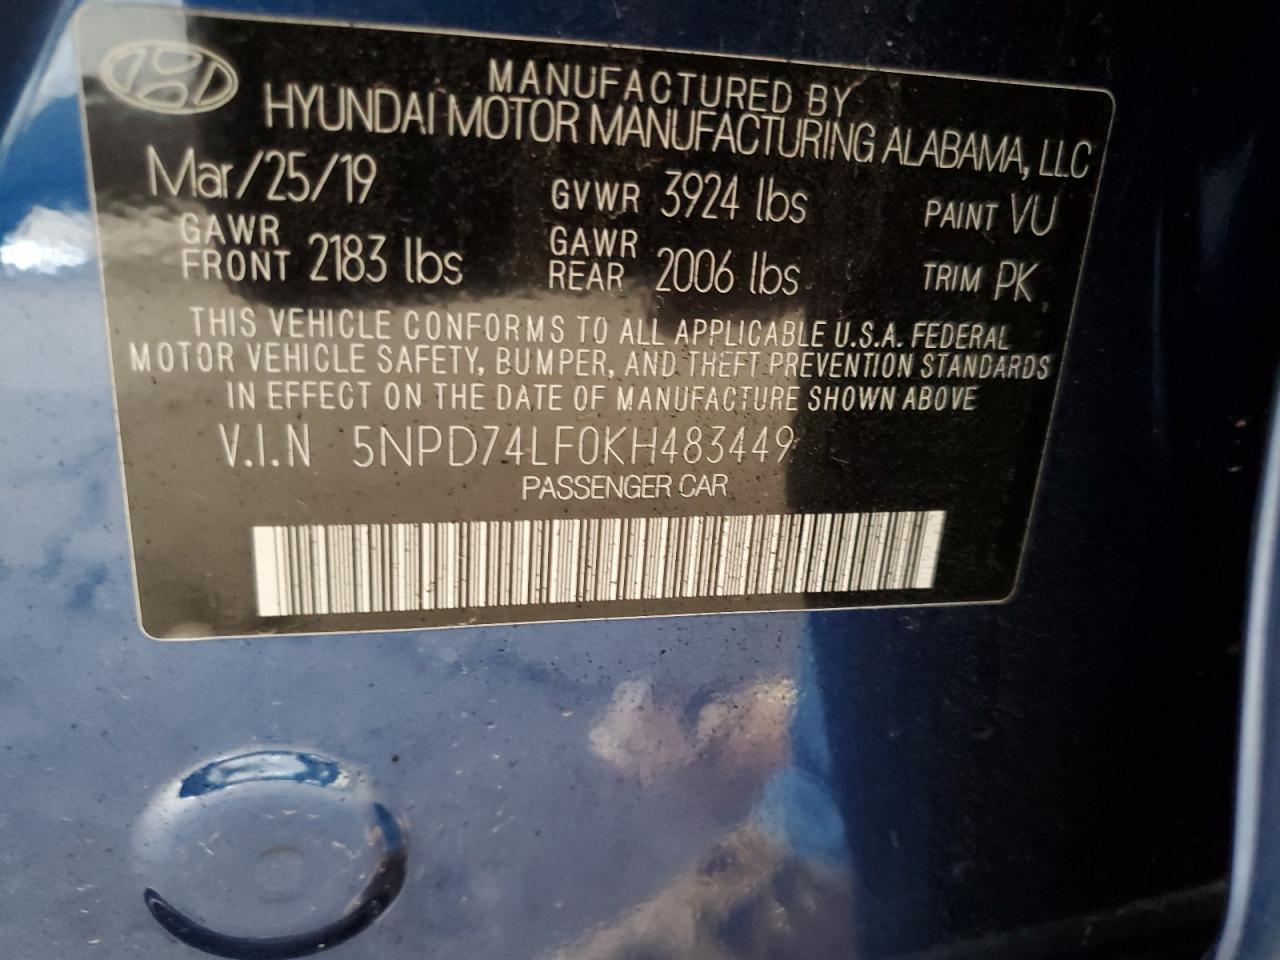 MANUFACTURED BY
HYUNDAI MOTOR MANUFACTURING ALABAMA, LLC
Mar/25/19 GVWR 3924 lbs PAINT VU
GAWR FRONT 2183 lbs GAWR REAR 2006 lbs TRIM PK
THIS VEHICLE CONFORMS TO ALL APPLICABLE U.S.A. FEDERAL
MOTOR VEHICLE SAFETY, BUMPER, AND THEFT PREVENTION STANDARDS
IN EFFECT ON THE DATE OF MANUFACTURE SHOWN ABOVE
V.I.N 5NPD74LF0KH483449
PASSENGER CAR